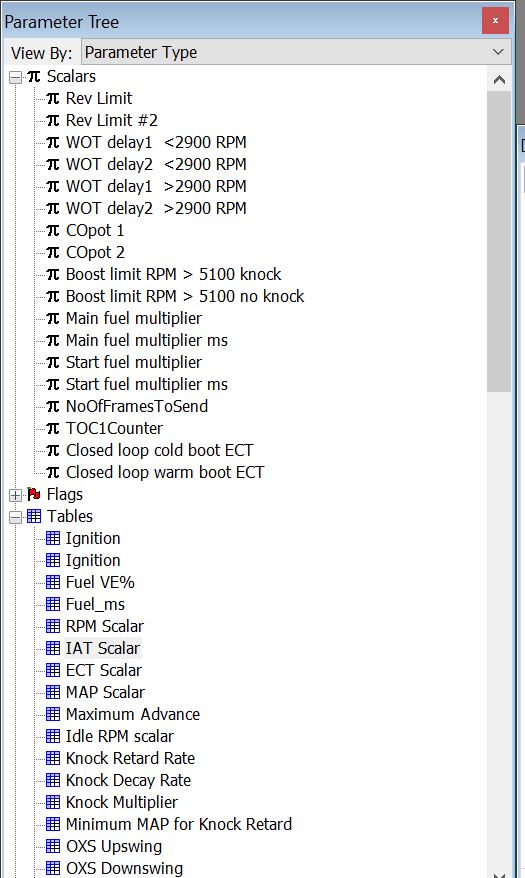 Parameter Tree
x
View By: Parameter Type
π Scalars
π Rev Limit
π Rev Limit #2
π WOT delay1  <2900 RPM
π WOT delay2  <2900 RPM
π WOT delay1  >2900 RPM
π WOT delay2  >2900 RPM
π COpot 1
π COpot 2
π Boost limit RPM > 5100 knock
π Boost limit RPM > 5100 no knock
π Main fuel multiplier
π Main fuel multiplier ms
π Start fuel multiplier
π Start fuel multiplier ms
π NoOfFramesToSend
π TOC1Counter
π Closed loop cold boot ECT
π Closed loop warm boot ECT
Flags
Tables
Ignition
Ignition
Fuel VE%
Fuel_ms
RPM Scalar
IAT Scalar
ECT Scalar
MAP Scalar
Maximum Advance
Idle RPM scalar
Knock Retard Rate
Knock Decay Rate
Knock Multiplier
Minimum MAP for Knock Retard
OXS Upswing
OXS Downswing